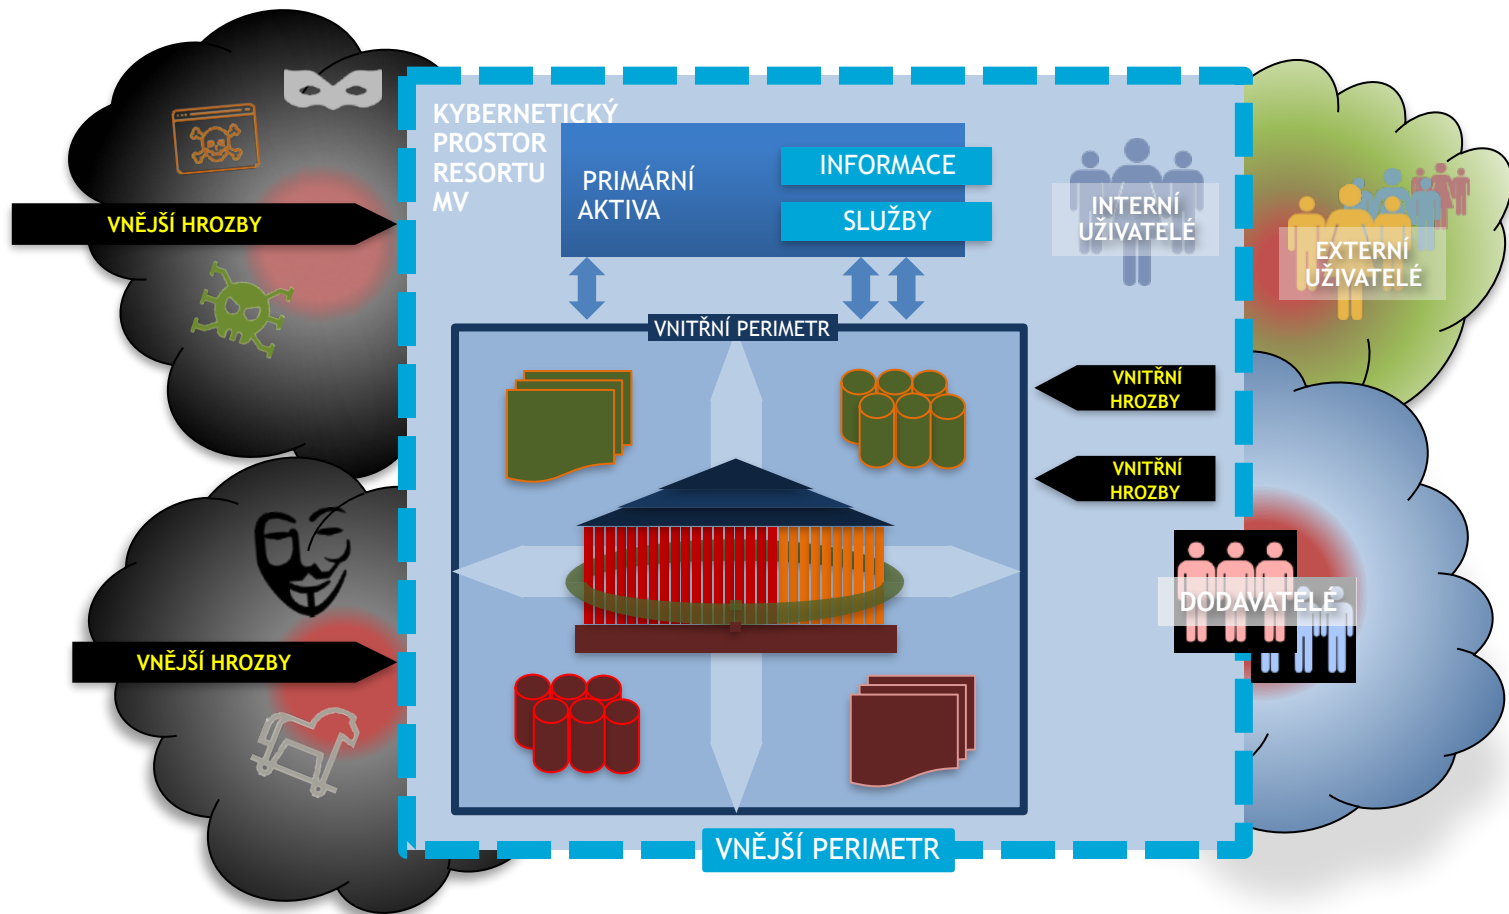 KYBERNETICKÝ
PROSTOR
RESORTU
MV
PRIMÁRNÍ
AKTIVA
INFORMACE
SLUŽBY
INTERNÍ
UŽIVATELÉ
EXTERNÍ
UŽIVATELÉ
VNĚJŠÍ HROZBY
VNITŘNÍ PERIMETR
VNITŘNÍ
HROZBY
VNITŘNÍ
HROZBY
DODAVATELÉ
VNĚJŠÍ HROZBY
VNĚJŠÍ PERIMETR